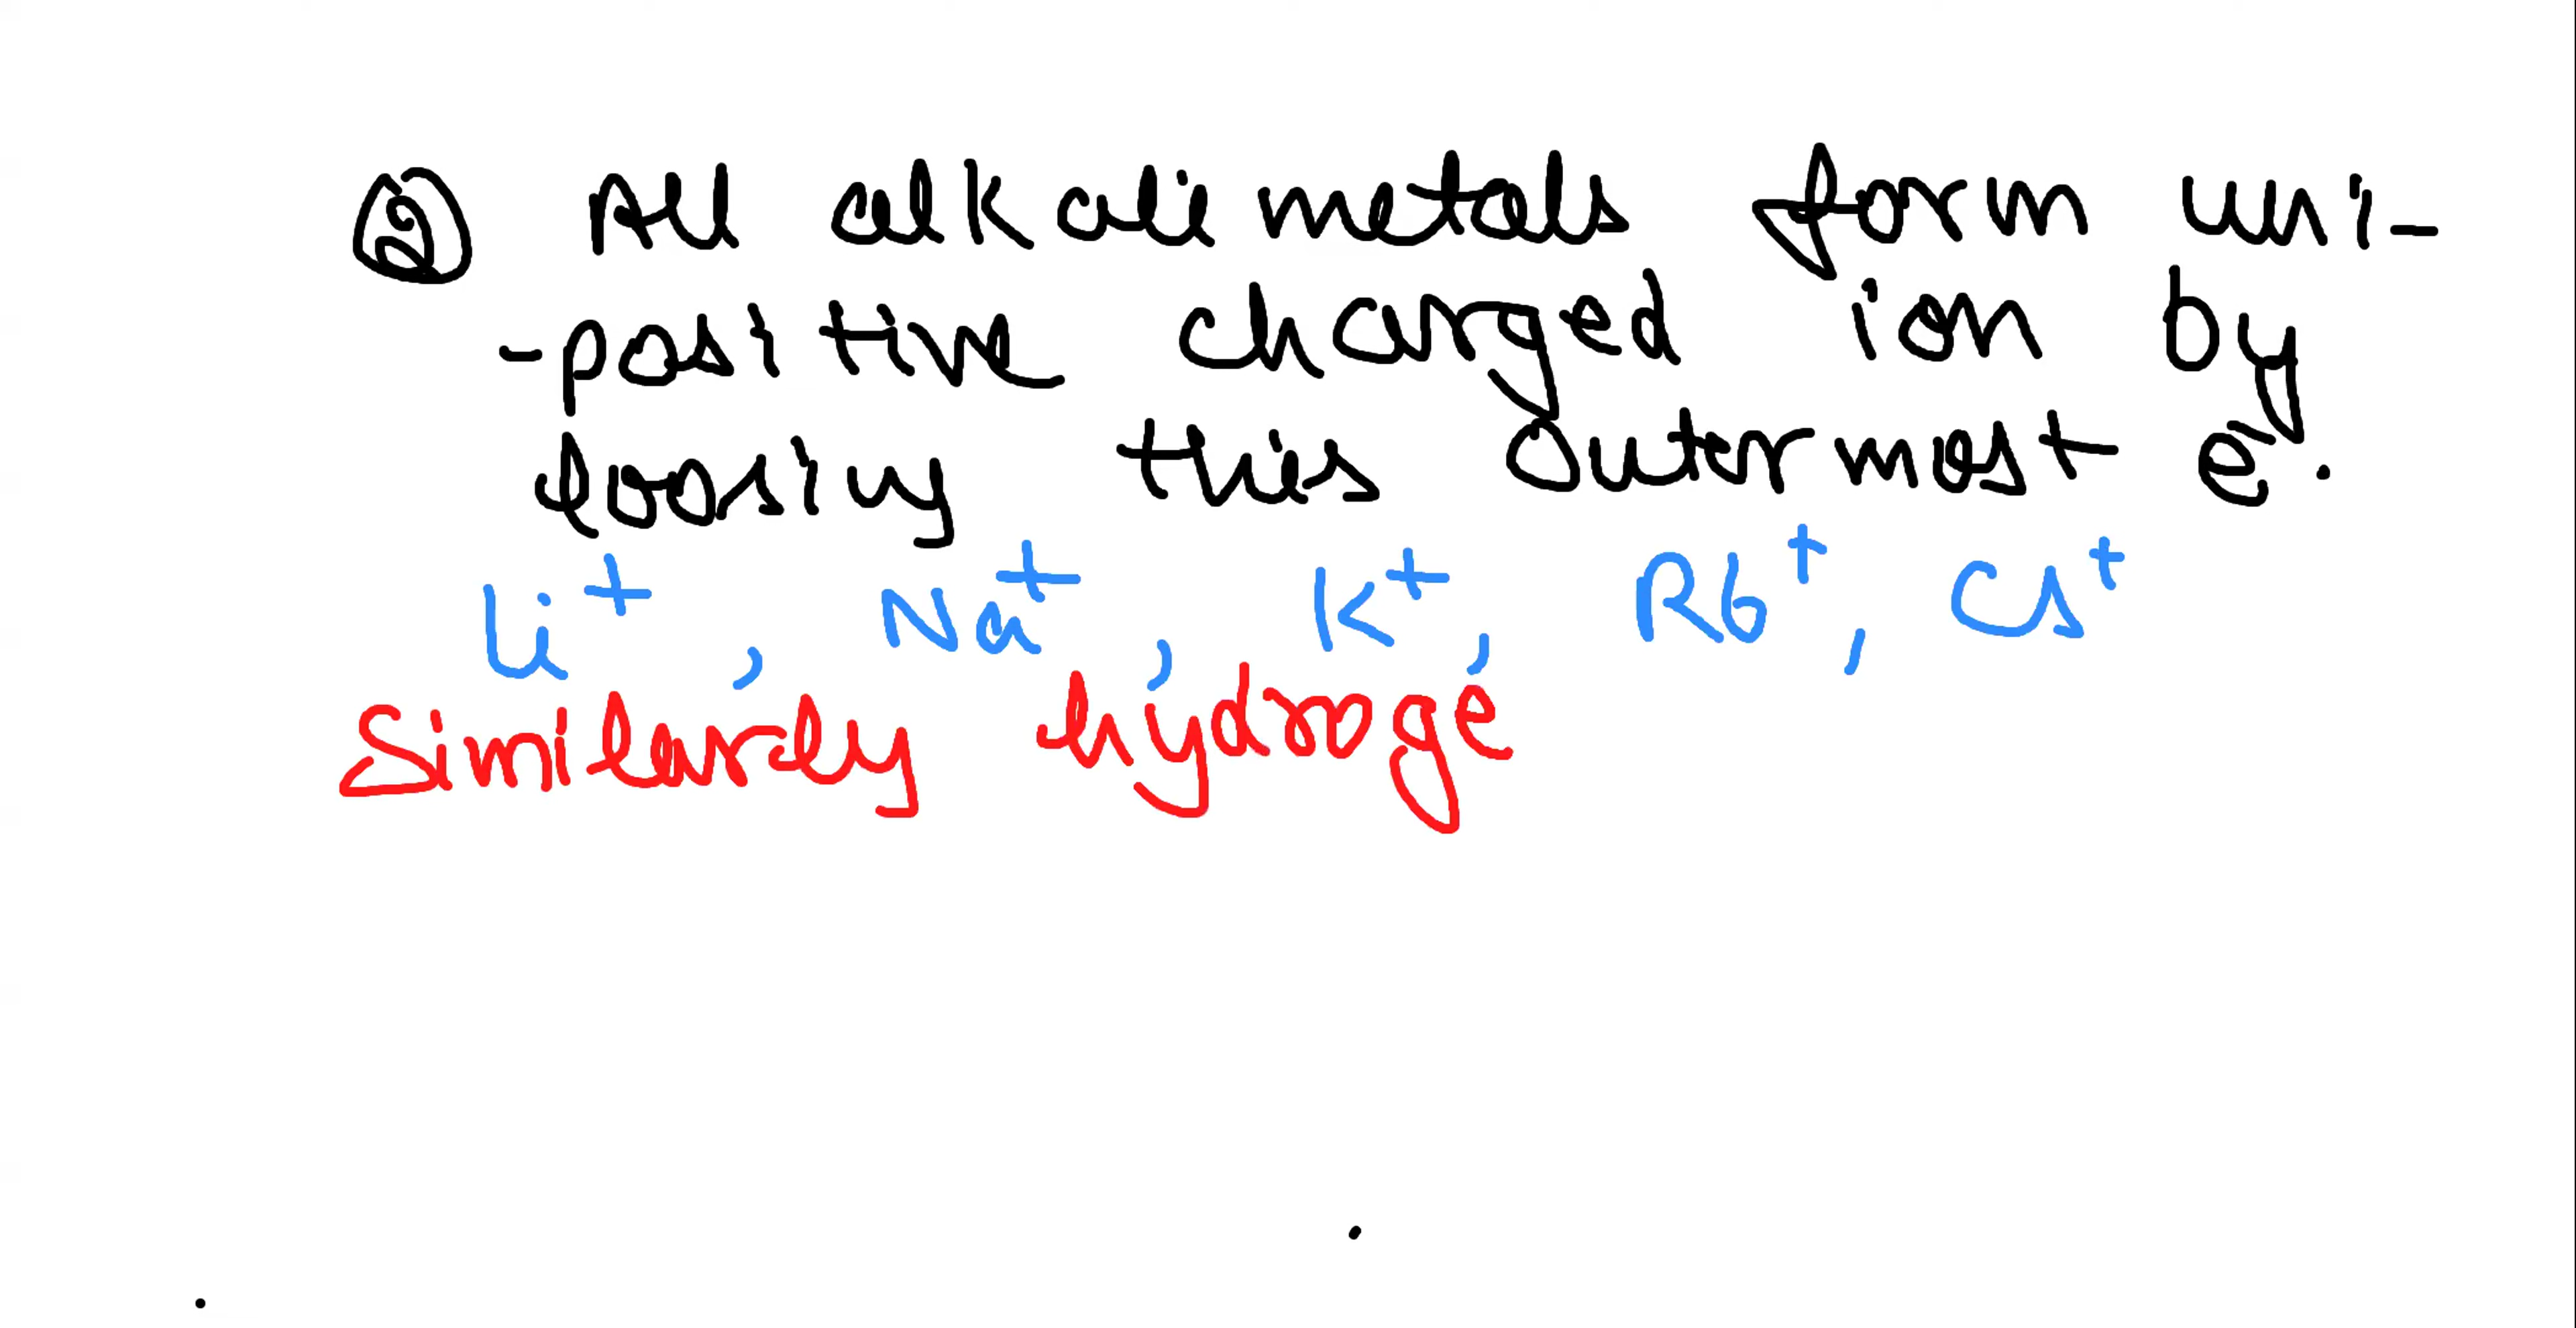 ② All alkali metals form uni-
-positive charged ion by
loosing this outermost e⁻.
Li⁺, Na⁺, K⁺, Rb⁺, Cs⁺
Similarly hydroge